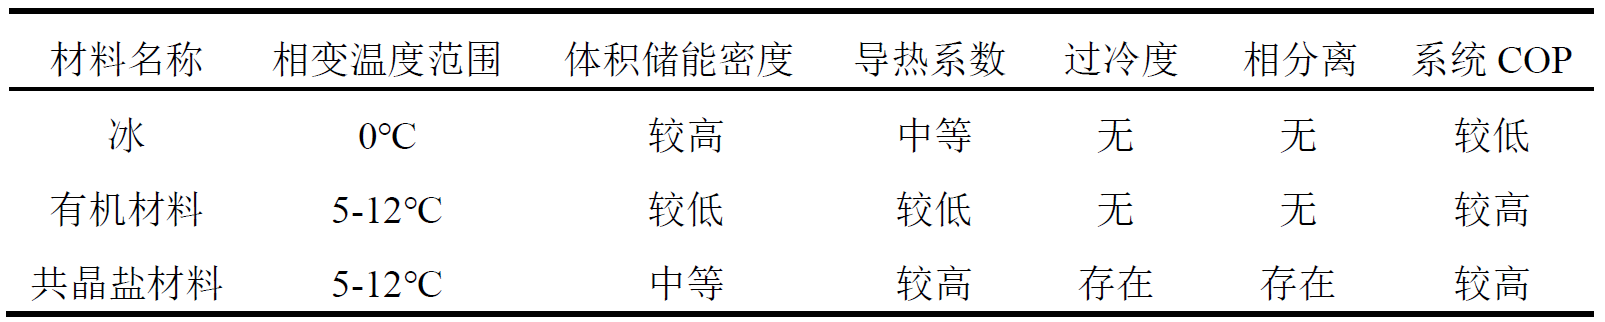 材料名称 相变温度范围 体积储能密度 导热系数 过冷度 相分离 系统 COP
冰 0℃ 较高 中等 无 无 较低
有机材料 5-12℃ 较低 较低 无 无 较高
共晶盐材料 5-12℃ 中等 较高 存在 存在 较高